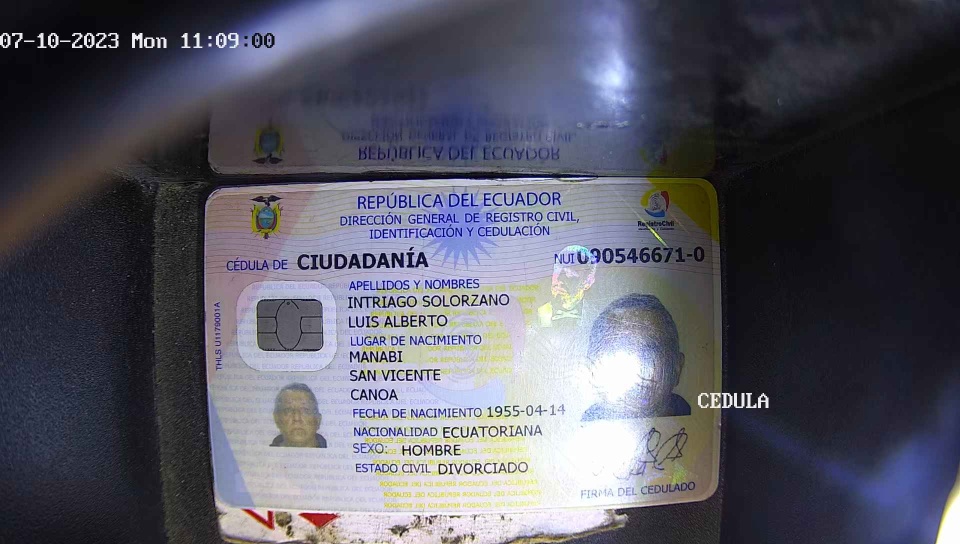 07-10-2023 Mon 11:09:00
REPÚBLICA DEL ECUADOR
REPÚBLICA DEL ECUADOR
DIRECCIÓN GENERAL DE REGISTRO CIVIL,
IDENTIFICACIÓN Y CEDULACIÓN
RegistroCivil
CÉDULA DE CIUDADANÍA
NUI 090546671-0
APELLIDOS Y NOMBRES
INTRIAGO SOLORZANO
LUIS ALBERTO
LUGAR DE NACIMIENTO
MANABI
SAN VICENTE
CANOA
FECHA DE NACIMIENTO 1955-04-14
NACIONALIDAD ECUATORIANA
SEXO: HOMBRE
ESTADO CIVIL DIVORCIADO
THLS U1179001A
CEDULA
FIRMA DEL CEDULADO